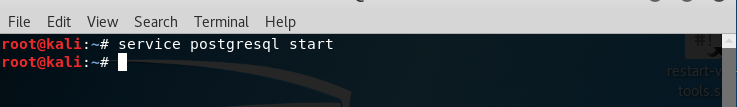 File Edit View Search Terminal Help
root@kali:~# service postgresql start
root@kali:~#
#!
restart-v
tools.s